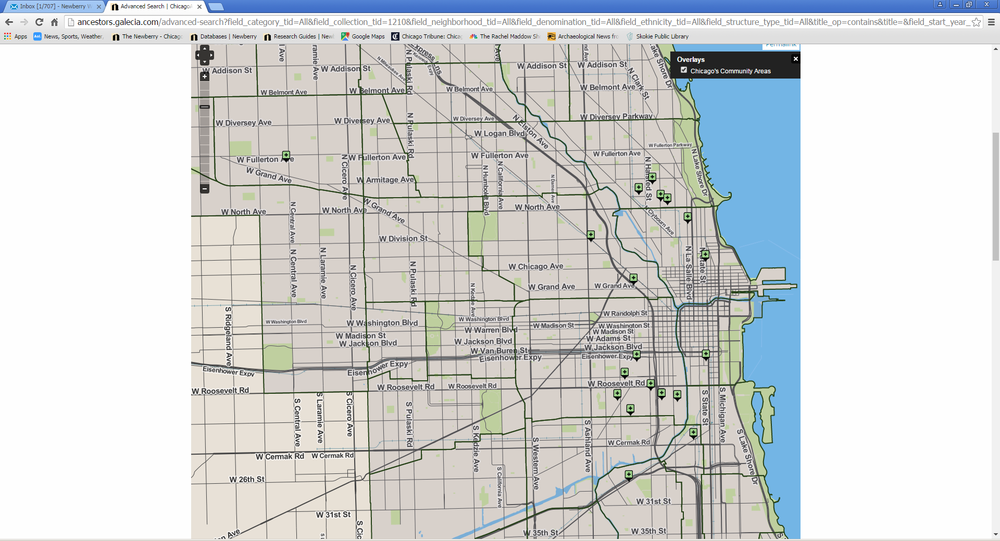 Inbox [1/707] - Newberry W
Advanced Search | Chicago
ancestors.galecia.com/advanced-search?field_category_tid=All&field_collection_tid=1210&field_neighborhood_tid=All&field_denomination_tid=All&field_ethnicity_tid=All&field_structure_type_tid=All&title_op=contains&title=&field_start_year_
Apps
Aol.
News, Sports, Weather,
The Newberry - Chicago
Databases | Newberry
Research Guides | New
Google Maps
Chicago Tribune: Chica
The Rachel Maddow Sh
Archaeological News fr
Skokie Public Library
Permalink
Overlays
Chicago's Community Areas
Express Lns
Kennedy Expy
N Milwaukee Ave
N Pulaski Rd
Laramie Ave
W Addison St
W Addison St
W Addison St
W Addison St
N Clark St
Lake Shore Dr
W Belmont Ave
W Belmont Ave
W Belmont Ave
W Belmont Ave
W Diversey Ave
W Diversey Ave
W Diversey Ave
W Diversey Parkway
N Pulaski Rd
N Elston Ave
W Logan Blvd
W Fullerton Parkway
W Fullerton Ave
W Fullerton Ave
W Fullerton Ave
W Fullerton Ave
N Lake Shore Dr
N Halsted St
W Grand Ave
W Armitage Ave
N Cicero Ave
N Humboldt Blvd
N California Ave
N Damen Ave
W North Ave
W North Ave
W North Ave
W Grand Ave
N Clybourn Ave
N Central Ave
W Division St
N Central Ave
N Laramie Ave
N Cicero Ave
N Pulaski Rd
W Chicago Ave
N La Salle Blvd
N State St
W Grand Ave
W Grand Ave
N Kedzie Ave
S Ridgeland Ave
W Washington Blvd
W Washington Blvd
W Washington Blvd
W Randolph St
W Madison St
W Washington St
W Madison St
W Warren Blvd
W Madison St
W Adams St
W Jackson Blvd
W Jackson Blvd
W Jackson Blvd
W Van Buren St
Eisenhower Expy
Eisenhower Expy
Eisenhower Expy
Eisenhower Expy
W Roosevelt Rd
W Roosevelt Rd
W Roosevelt Rd
W Roosevelt Rd
S Central Ave
S Laramie Ave
S Cicero Ave
S Pulaski Rd
S Kedzie Ave
S Western Ave
S Ashland Ave
S State St
S Michigan Ave
S Lake Shore Dr
W Cermak Rd
W Cermak Rd
W Cermak Rd
S California Ave
W 26th St
W 31st St
W 31st St
S Cic
W 35th St
W 35th St